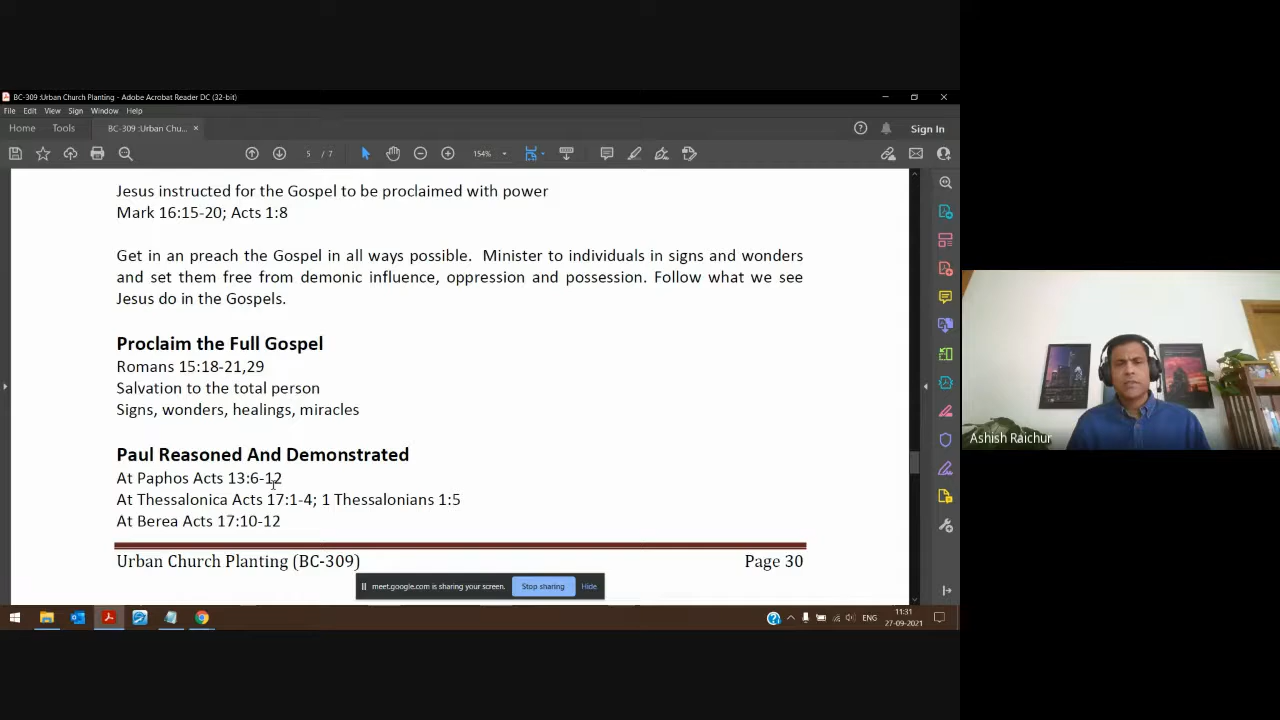 BC-309 :Urban Church Planting - Adobe Acrobat Reader DC (32-bit)
File Edit View Sign Window Help
Home Tools BC-309 :Urban Chu... × Sign In
5 / 7 154%
Jesus instructed for the Gospel to be proclaimed with power
Mark 16:15-20; Acts 1:8
Get in an preach the Gospel in all ways possible. Minister to individuals in signs and wonders
and set them free from demonic influence, oppression and possession. Follow what we see
Jesus do in the Gospels.
Proclaim the Full Gospel
Romans 15:18-21,29
Salvation to the total person
Signs, wonders, healings, miracles
Paul Reasoned And Demonstrated
At Paphos Acts 13:6-12
At Thessalonica Acts 17:1-4; 1 Thessalonians 1:5
At Berea Acts 17:10-12
Urban Church Planting (BC-309) Page 30
meet.google.com is sharing your screen. Stop sharing Hide
ENG 11:31
27-09-2021
Ashish Raichur